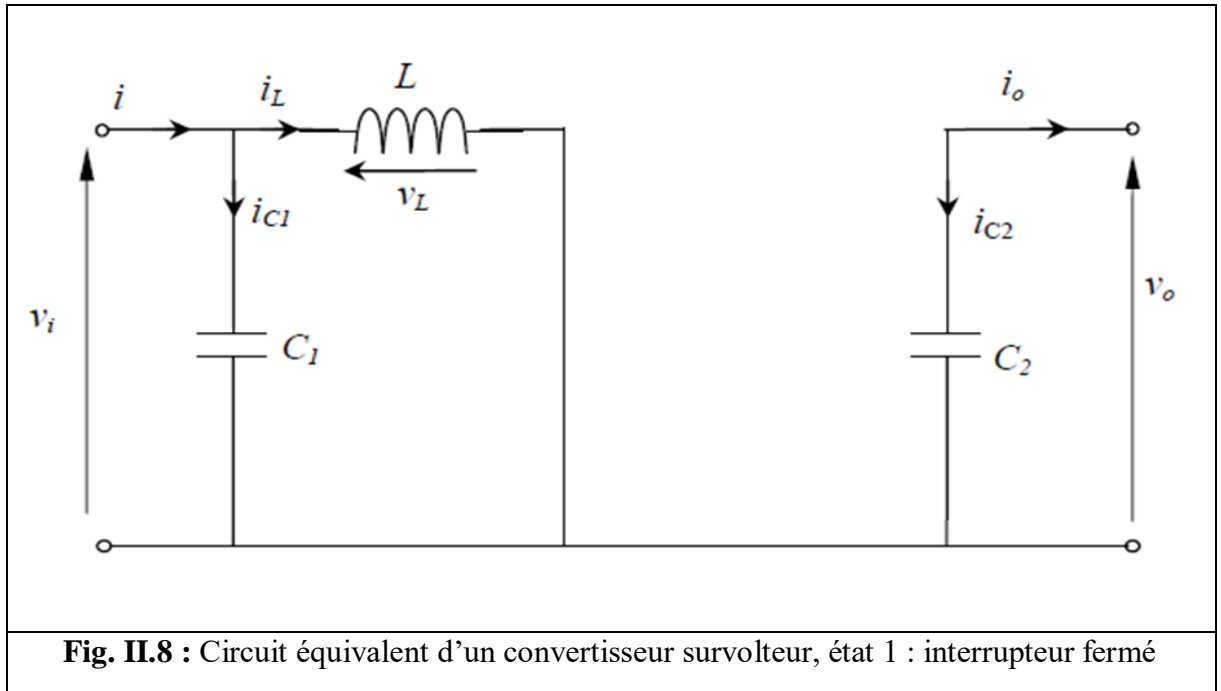 i
i_L
L
i_o
v_L
i_C1
i_C2
v_i
v_o
C_1
C_2
Fig. II.8 : Circuit équivalent d’un convertisseur survolteur, état 1 : interrupteur fermé